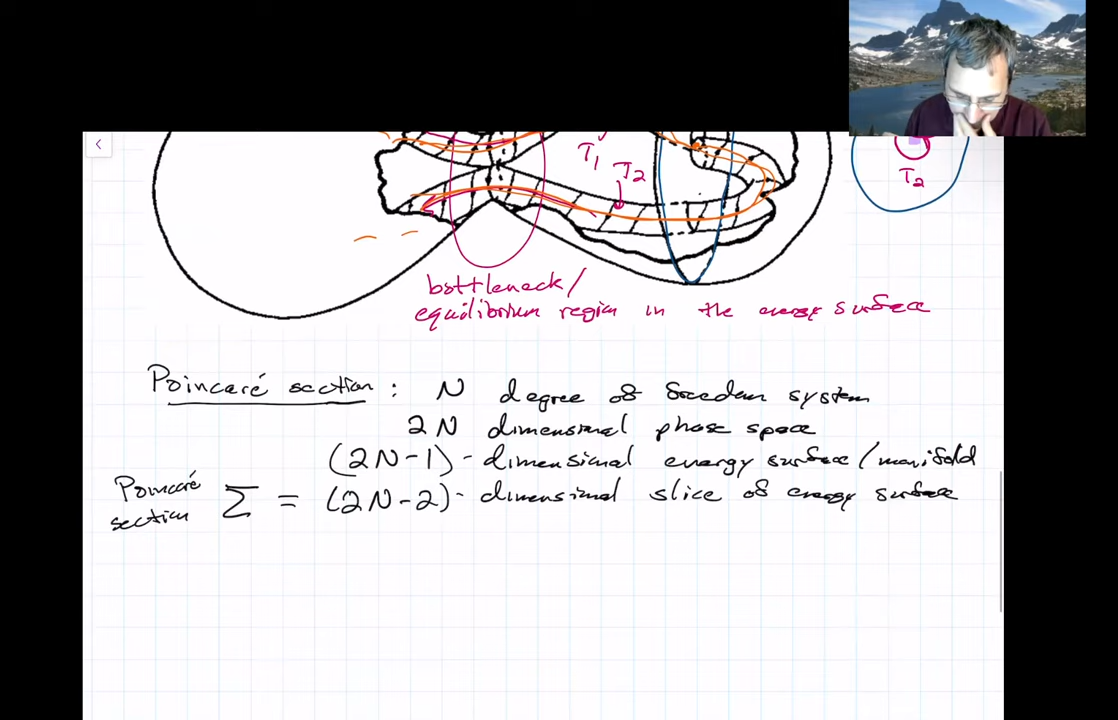 T1
T2
T2
bottleneck/
equilibrium region in the energy surface
Poincaré section : N degree of freedom system
2N dimensional phase space
(2N-1)-dimensional energy surface/manifold
Poincaré section Σ = (2N-2)-dimensional slice of energy surface